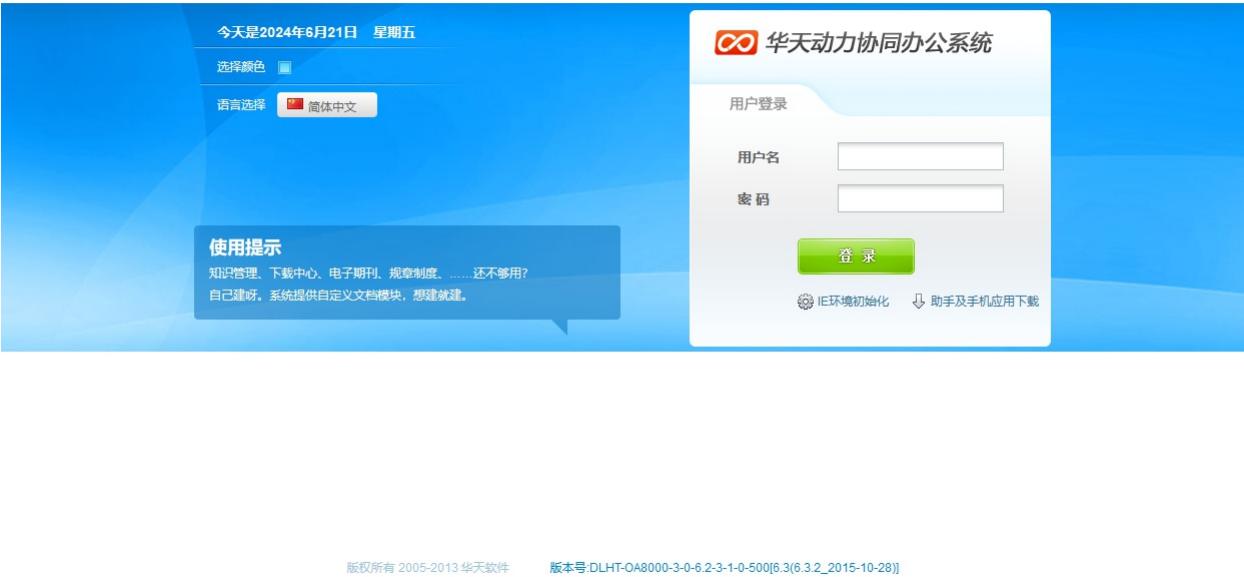 今天是2024年6月21日 星期五
选择颜色
语言选择 简体中文
使用提示
知识管理、下载中心、电子期刊、规章制度、……还不够用?
自己建呀。系统提供自定义文档模块，想建就建。
华天动力协同办公系统
用户登录
用户名
密 码
登 录
IE环境初始化 助手及手机应用下载
版权所有 2005-2013 华天软件 版本号:DLHT-OA8000-3-0-6.2-3-1-0-500[6.3(6.3.2_2015-10-28)]